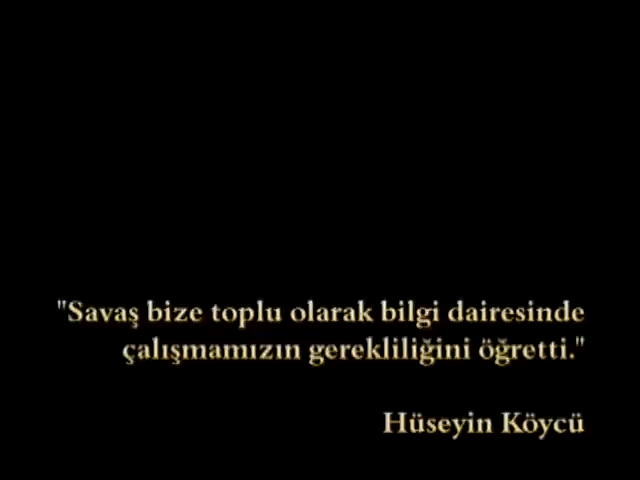 "Savaş bize toplu olarak bilgi dairesinde
çalışmamızın gerekliliğini öğretti."
Hüseyin Köycü